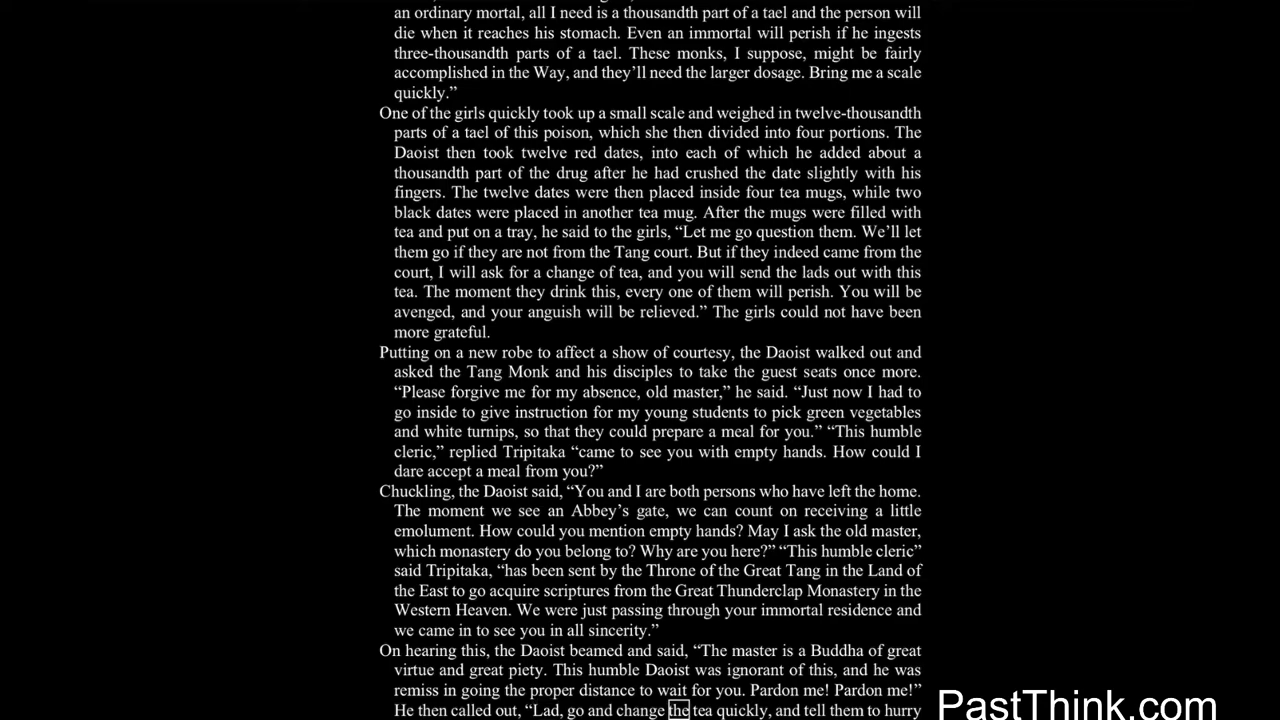 an ordinary mortal, all I need is a thousandth part of a tael and the person will
die when it reaches his stomach. Even an immortal will perish if he ingests
three-thousandth parts of a tael. These monks, I suppose, might be fairly
accomplished in the Way, and they’ll need the larger dosage. Bring me a scale
quickly.”
One of the girls quickly took up a small scale and weighed in twelve-thousandth
parts of a tael of this poison, which she then divided into four portions. The
Daoist then took twelve red dates, into each of which he added about a
thousandth part of the drug after he had crushed the date slightly with his
fingers. The twelve dates were then placed inside four tea mugs, while two
black dates were placed in another tea mug. After the mugs were filled with
tea and put on a tray, he said to the girls, “Let me go question them. We’ll let
them go if they are not from the Tang court. But if they indeed came from the
court, I will ask for a change of tea, and you will send the lads out with this
tea. The moment they drink this, every one of them will perish. You will be
avenged, and your anguish will be relieved.” The girls could not have been
more grateful.
Putting on a new robe to affect a show of courtesy, the Daoist walked out and
asked the Tang Monk and his disciples to take the guest seats once more.
“Please forgive me for my absence, old master,” he said. “Just now I had to
go inside to give instruction for my young students to pick green vegetables
and white turnips, so that they could prepare a meal for you.” “This humble
cleric,” replied Tripitaka “came to see you with empty hands. How could I
dare accept a meal from you?”
Chuckling, the Daoist said, “You and I are both persons who have left the home.
The moment we see an Abbey’s gate, we can count on receiving a little
emolument. How could you mention empty hands? May I ask the old master,
which monastery do you belong to? Why are you here?” “This humble cleric”
said Tripitaka, “has been sent by the Throne of the Great Tang in the Land of
the East to go acquire scriptures from the Great Thunderclap Monastery in the
Western Heaven. We were just passing through your immortal residence and
we came in to see you in all sincerity.”
On hearing this, the Daoist beamed and said, “The master is a Buddha of great
virtue and great piety. This humble Daoist was ignorant of this, and he was
remiss in going the proper distance to wait for you. Pardon me! Pardon me!”
He then called out, “Lad, go and change the tea quickly, and tell them to hurry
PastThink.com